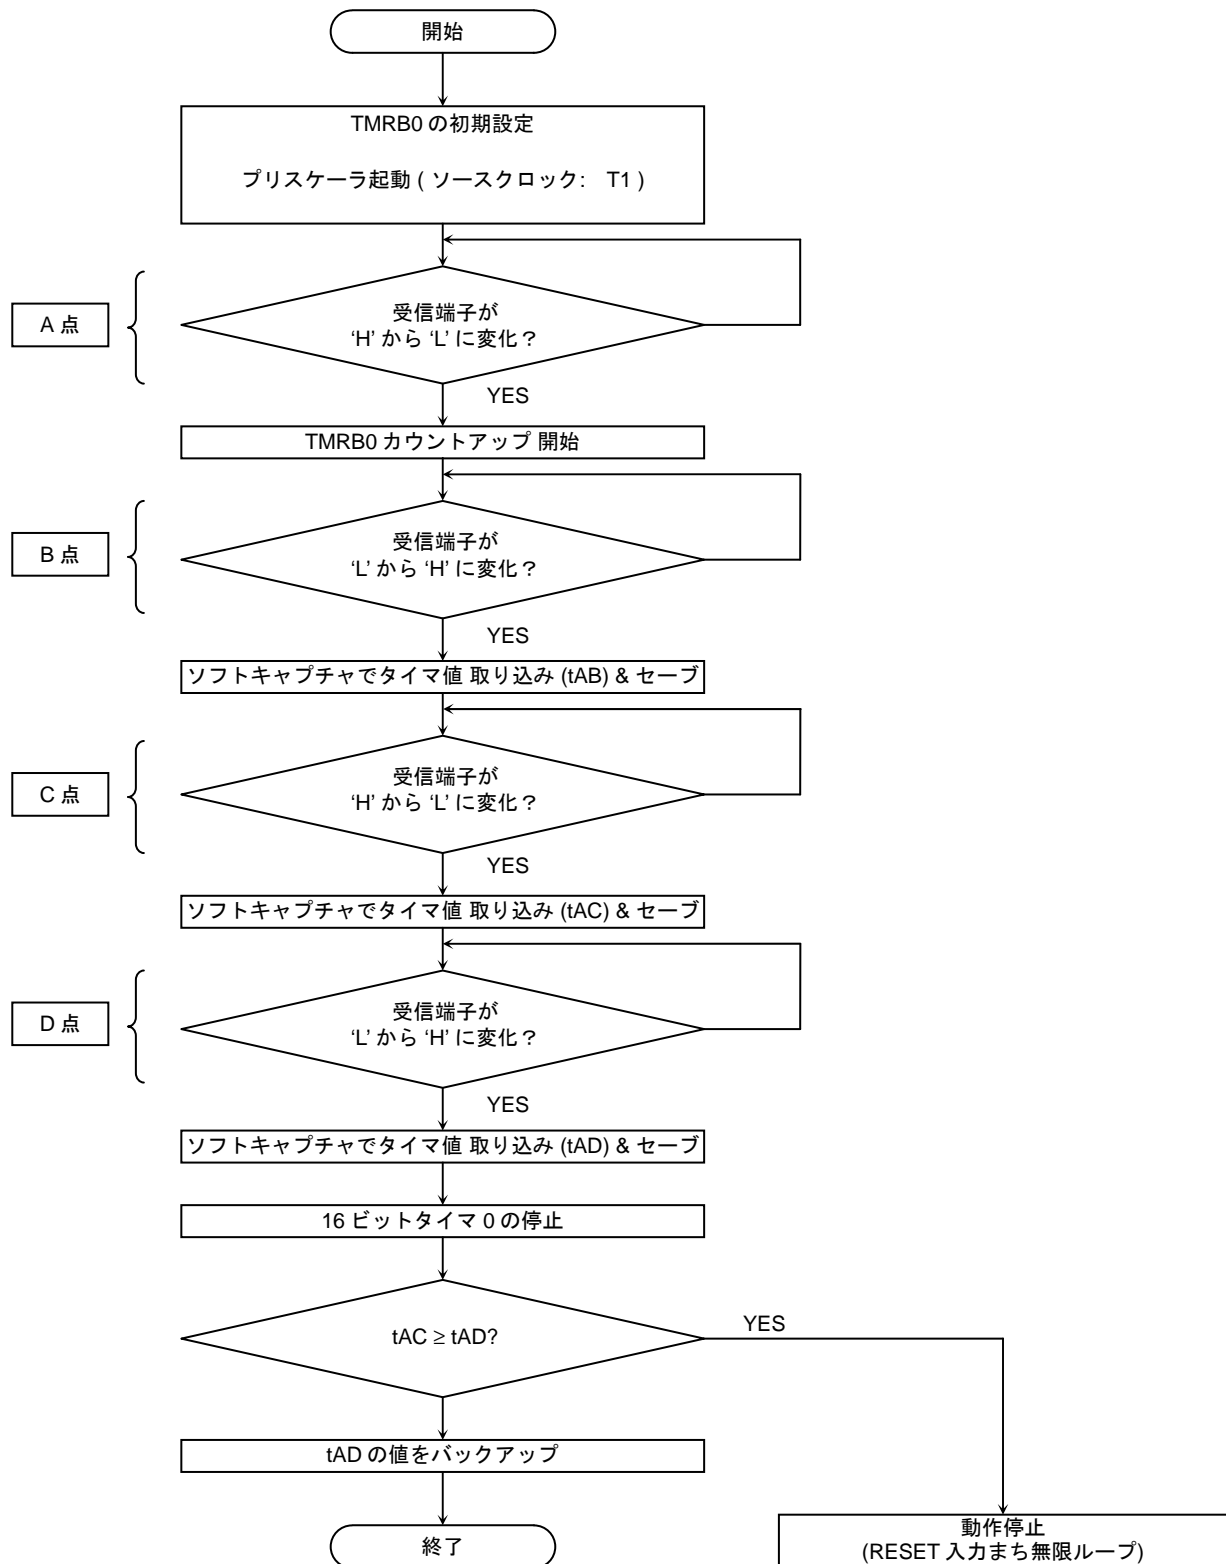 開始
TMRB0 の初期設定
プリスケーラ起動 ( ソースクロック: T1 )
A 点
受信端子が
‘H’ から ‘L’ に変化？
YES
TMRB0 カウントアップ 開始
B 点
受信端子が
‘L’ から ‘H’ に変化？
YES
ソフトキャプチャでタイマ値 取り込み (tAB) & セーブ
C 点
受信端子が
‘H’ から ‘L’ に変化？
YES
ソフトキャプチャでタイマ値 取り込み (tAC) & セーブ
D 点
受信端子が
‘L’ から ‘H’ に変化？
YES
ソフトキャプチャでタイマ値 取り込み (tAD) & セーブ
16 ビットタイマ 0 の停止
tAC ≥ tAD?
YES
tAD の値をバックアップ
終了
動作停止
(RESET 入力まち無限ループ)